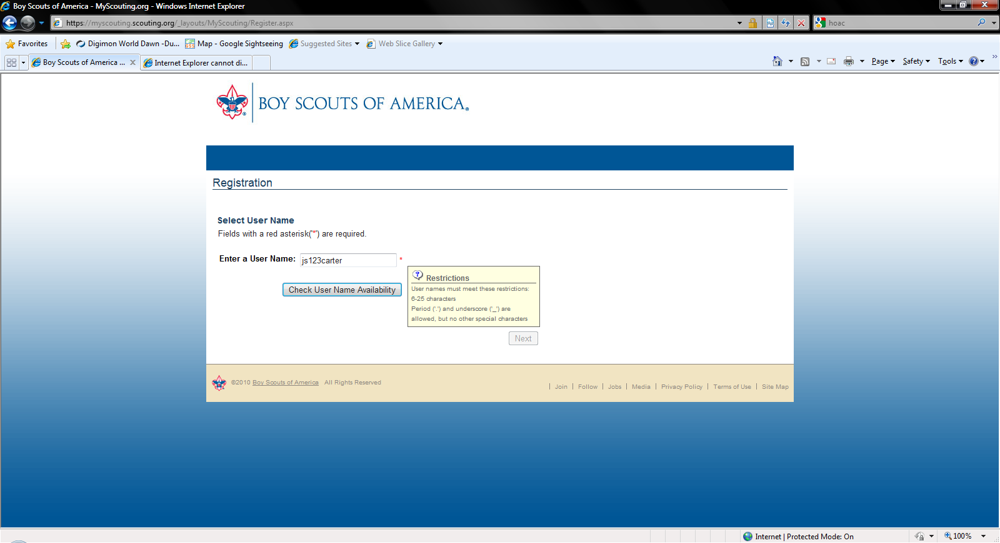 Boy Scouts of America - MyScouting.org - Windows Internet Explorer
https://myscouting.scouting.org/_layouts/MyScouting/Register.aspx
hoac
Favorites
Digimon World Dawn -Du...
Map - Google Sightseeing
Suggested Sites
Web Slice Gallery
Boy Scouts of America ...
Internet Explorer cannot di...
Page
Safety
Tools
BOY SCOUTS OF AMERICA®
Registration
Select User Name
Fields with a red asterisk('*') are required.
Enter a User Name: js123carter *
Check User Name Availability
Restrictions
User names must meet these restrictions:
6-25 characters
Period ('.') and underscore ('_') are
allowed, but no other special characters
Next
©2010 Boy Scouts of America All Rights Reserved
| Join | Follow | Jobs | Media | Privacy Policy | Terms of Use | Site Map
Internet | Protected Mode: On
100%